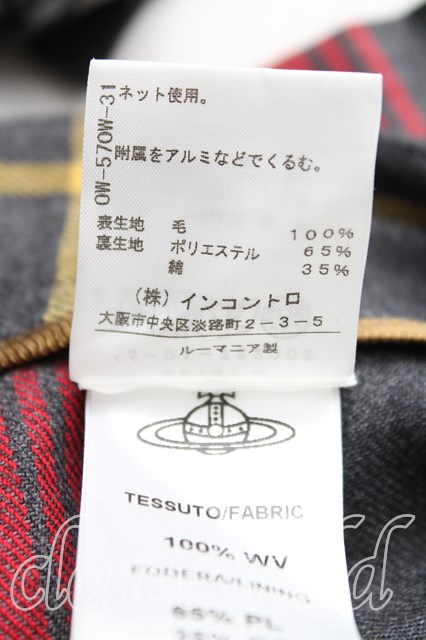 ネット使用。
OW-570W-31
附属をアルミなどでくるむ。
表生地 毛 100%
裏生地 ポリエステル 65%
綿 35%
(株) インコントロ
大阪市中央区淡路町2-3-5
ルーマニア製
TESSUTO/FABRIC
100% WV
FODERA/LINING
65% PL
35%